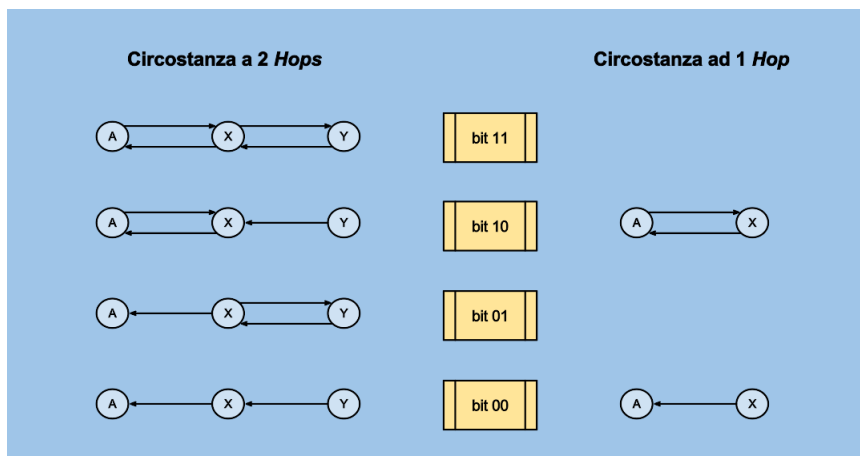 Circostanza a 2 Hops
Circostanza ad 1 Hop
A X Y
bit 11
A X Y
bit 10
A X
A X Y
bit 01
A X Y
bit 00
A X